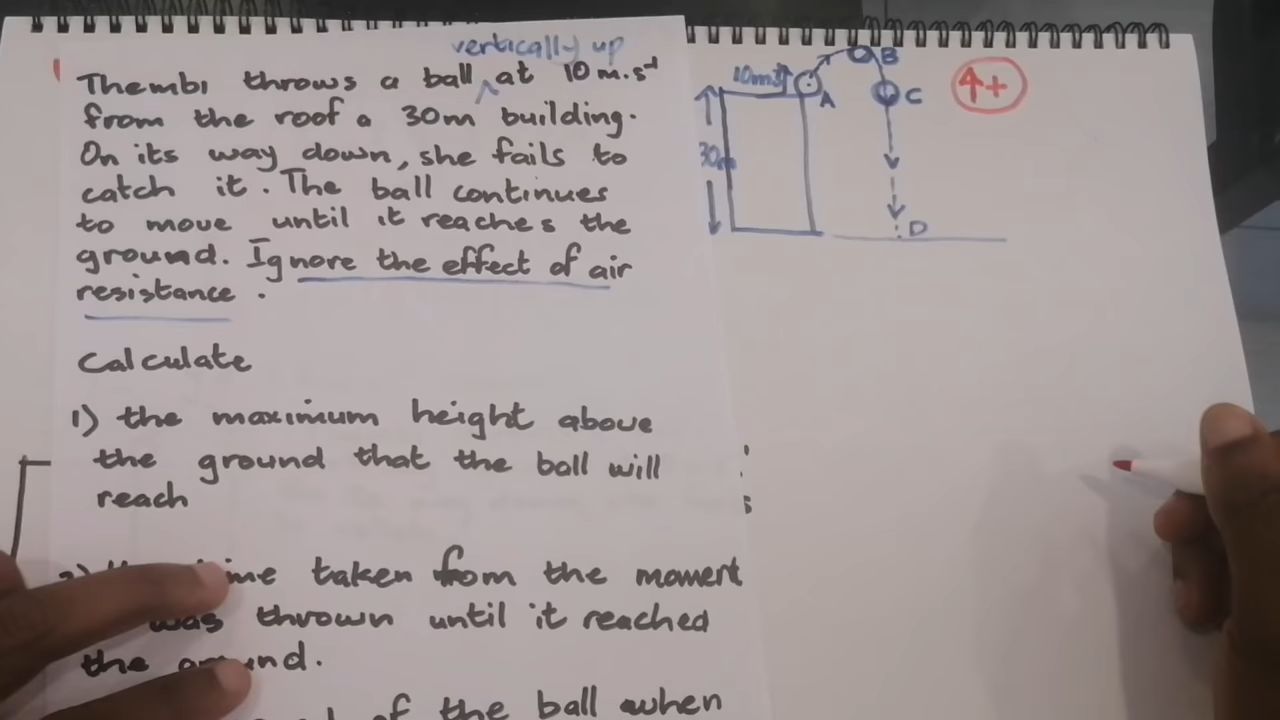 vertically up
Thembi throws a ball ^ at 10 m.s⁻¹
from the roof a 30m building.
On its way down, she fails to
catch it. The ball continues
to move until it reaches the
ground. Ignore the effect of air
resistance.
Calculate
1) the maximum height above
the ground that the ball will
reach
taken from the moment
was thrown until it reached
the
of the ball when
B
A
C
4+
30m
D